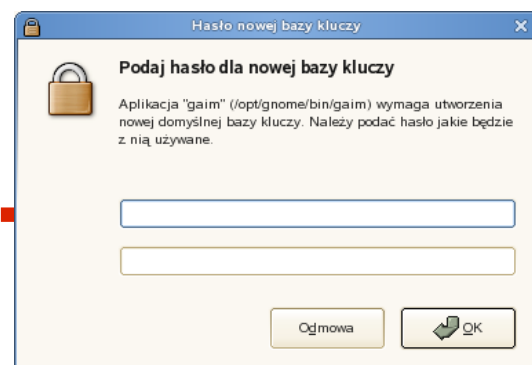 Hasło nowej bazy kluczy
Podaj hasło dla nowej bazy kluczy
Aplikacja "gaim" (/opt/gnome/bin/gaim) wymaga utworzenia
nowej domyślnej bazy kluczy. Należy podać hasło jakie będzie
z nią używane.
Odmowa
OK